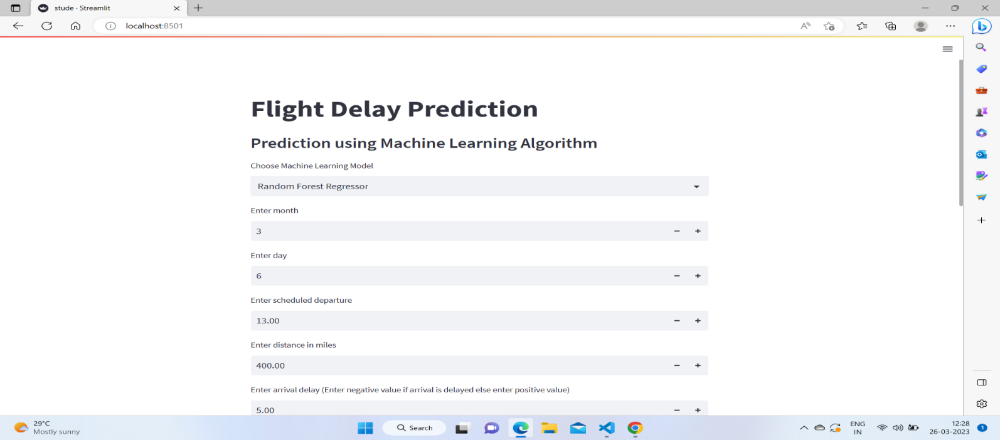 stude · Streamlit
localhost:8501
Flight Delay Prediction
Prediction using Machine Learning Algorithm
Choose Machine Learning Model
Random Forest Regressor
Enter month
3
Enter day
6
Enter scheduled departure
13.00
Enter distance in miles
400.00
Enter arrival delay (Enter negative value if arrival is delayed else enter positive value)
5.00
29°C
Mostly sunny
Search
ENG
IN
12:28
26-03-2023
1